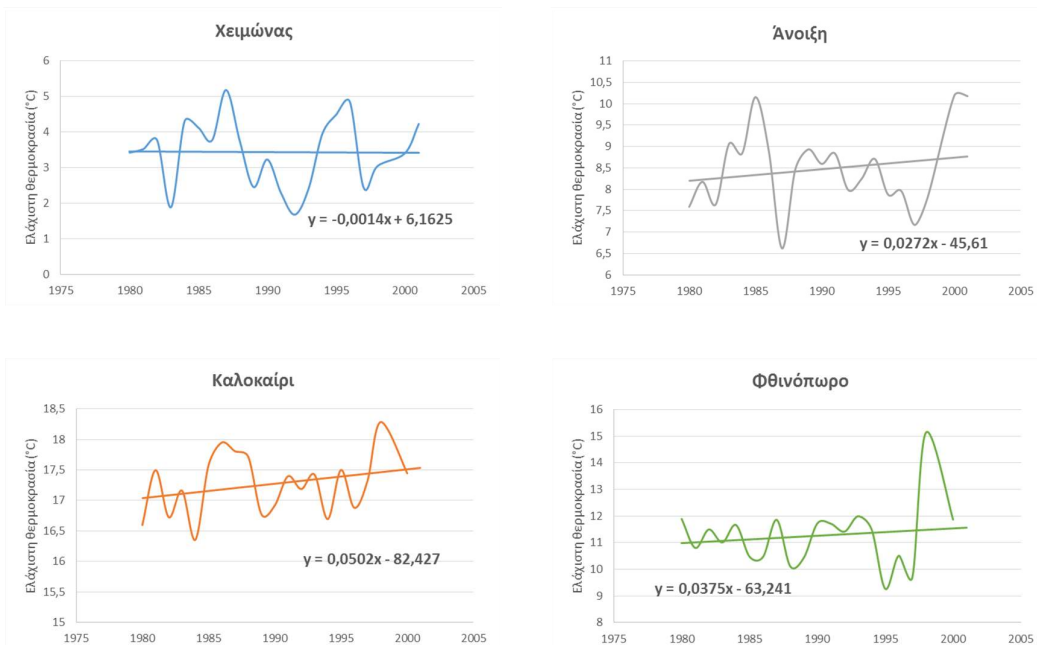 Χειμώνας
Ελάχιστη θερμοκρασία (°C)
6
5
4
3
2
1
0
y = -0,0014x + 6,1625
1975 1980 1985 1990 1995 2000 2005
Άνοιξη
Ελάχιστη θερμοκρασία (°C)
11
10,5
10
9,5
9
8,5
8
7,5
7
6,5
6
y = 0,0272x - 45,61
1975 1980 1985 1990 1995 2000 2005
Καλοκαίρι
Ελάχιστη θερμοκρασία (°C)
18,5
18
17,5
17
16,5
16
15,5
15
y = 0,0502x - 82,427
1975 1980 1985 1990 1995 2000 2005
Φθινόπωρο
Ελάχιστη θερμοκρασία (°C)
16
15
14
13
12
11
10
9
8
y = 0,0375x - 63,241
1975 1980 1985 1990 1995 2000 2005